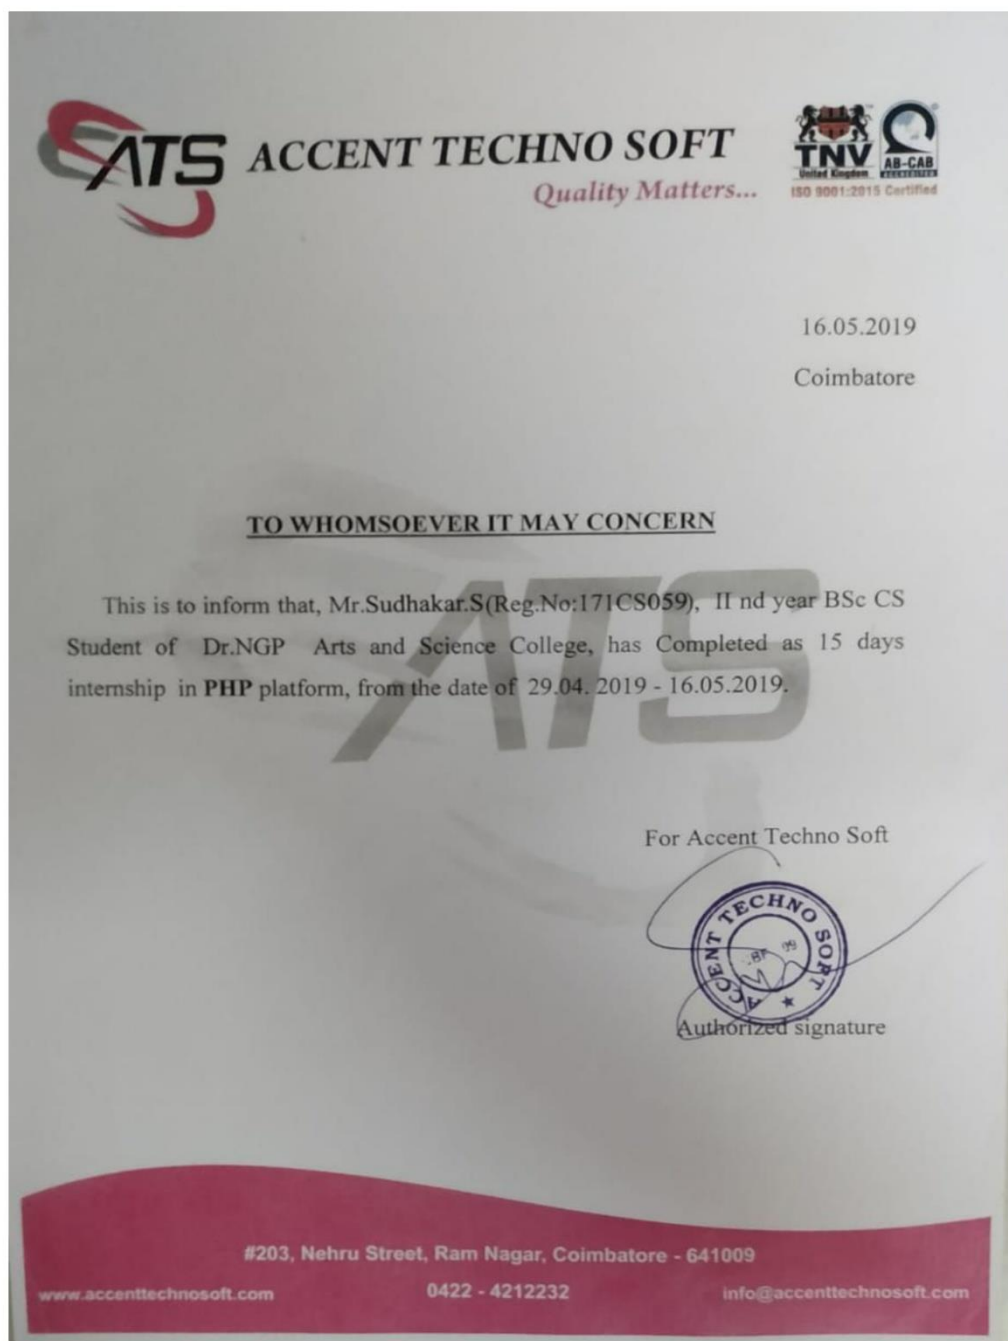 ATS ACCENT TECHNO SOFT
Quality Matters...
TNV
United Kingdom
AB-CAB
ACCREDITED
ISO 9001:2015 Certified
16.05.2019
Coimbatore
TO WHOMSOEVER IT MAY CONCERN
This is to inform that, Mr.Sudhakar.S(Reg.No:171CS059), II nd year BSc CS
Student of Dr.NGP Arts and Science College, has Completed as 15 days
internship in PHP platform, from the date of 29.04. 2019 - 16.05.2019.
ATS
For Accent Techno Soft
ACCENT TECHNO SOFT
Authorized signature
#203, Nehru Street, Ram Nagar, Coimbatore - 641009
www.accenttechnosoft.com 0422 - 4212232 info@accenttechnosoft.com